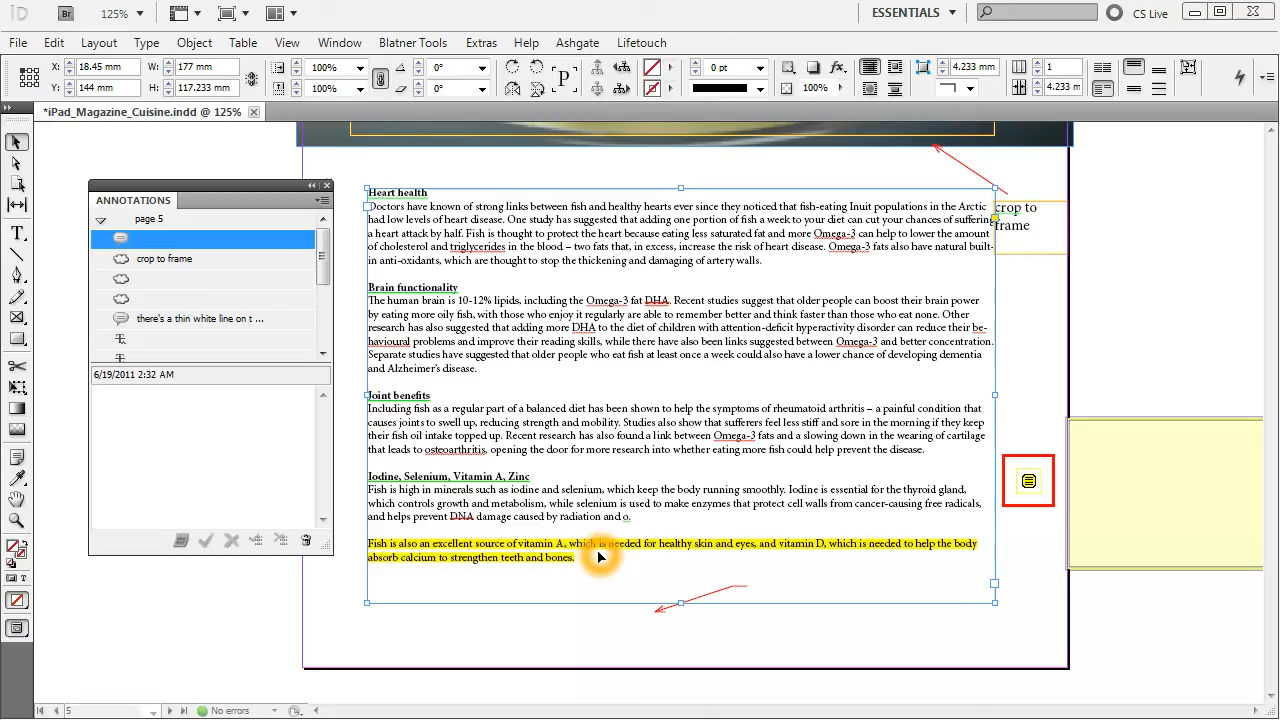 ID
Br
125%
ESSENTIALS
CS Live
File Edit Layout Type Object Table View Window Blatner Tools Extras Help Ashgate Lifetouch
X: 18.45 mm W: 177 mm 100% 0° P 0 pt fx 4.233 mm 1
Y: 144 mm H: 117.233 mm 100% 0° 100% 4.233 m
*iPad_Magazine_Cuisine.indd @ 125%
ANNOTATIONS
page 5
crop to frame
there's a thin white line on t ...
6/19/2011 2:32 AM
crop to
frame
Heart health
Doctors have known of strong links between fish and healthy hearts ever since they noticed that fish-eating Inuit populations in the Arctic
had low levels of heart disease. One study has suggested that adding one portion of fish a week to your diet can cut your chances of suffering
a heart attack by half. Fish is thought to protect the heart because eating less saturated fat and more Omega-3 can help to lower the amount
of cholesterol and triglycerides in the blood – two fats that, in excess, increase the risk of heart disease. Omega-3 fats also have natural built-
in anti-oxidants, which are thought to stop the thickening and damaging of artery walls.
Brain functionality
The human brain is 10-12% lipids, including the Omega-3 fat DHA. Recent studies suggest that older people can boost their brain power
by eating more oily fish, with those who enjoy it regularly are able to remember better and think faster than those who eat none. Other
research has also suggested that adding more DHA to the diet of children with attention-deficit hyperactivity disorder can reduce their be-
havioural problems and improve their reading skills, while there have also been links suggested between Omega-3 and better concentration.
Separate studies have suggested that older people who eat fish at least once a week could also have a lower chance of developing dementia
and Alzheimer's disease.
Joint benefits
Including fish as a regular part of a balanced diet has been shown to help the symptoms of rheumatoid arthritis – a painful condition that
causes joints to swell up, reducing strength and mobility. Studies also show that sufferers feel less stiff and sore in the morning if they keep
their fish oil intake topped up. Recent research has also found a link between Omega-3 fats and a slowing down in the wearing of cartilage
that leads to osteoarthritis, opening the door for more research into whether eating more fish could help prevent the disease.
Iodine, Selenium, Vitamin A, Zinc
Fish is high in minerals such as iodine and selenium, which keep the body running smoothly. Iodine is essential for the thyroid gland,
which controls growth and metabolism, while selenium is used to make enzymes that protect cell walls from cancer-causing free radicals,
and helps prevent DNA damage caused by radiation and o.
Fish is also an excellent source of vitamin A, which is needed for healthy skin and eyes, and vitamin D, which is needed to help the body
absorb calcium to strengthen teeth and bones.
5 No errors